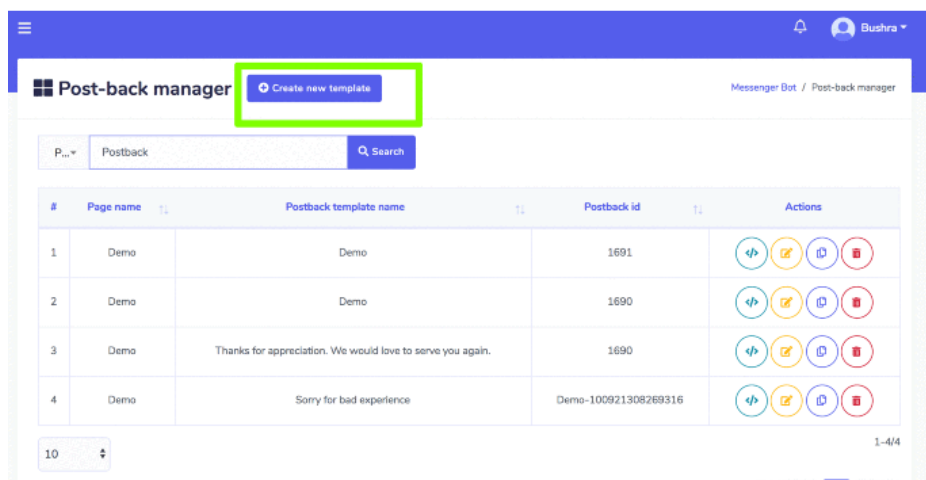 Bushra
Post-back manager
Create new template
Messenger Bot / Post-back manager
P...
Postback
Search
# Page name Postback template name Postback id Actions
1 Demo Demo 1691
2 Demo Demo 1690
3 Demo Thanks for appreciation. We would love to serve you again. 1690
4 Demo Sorry for bad experience Demo-100921308269316
10
1-4/4